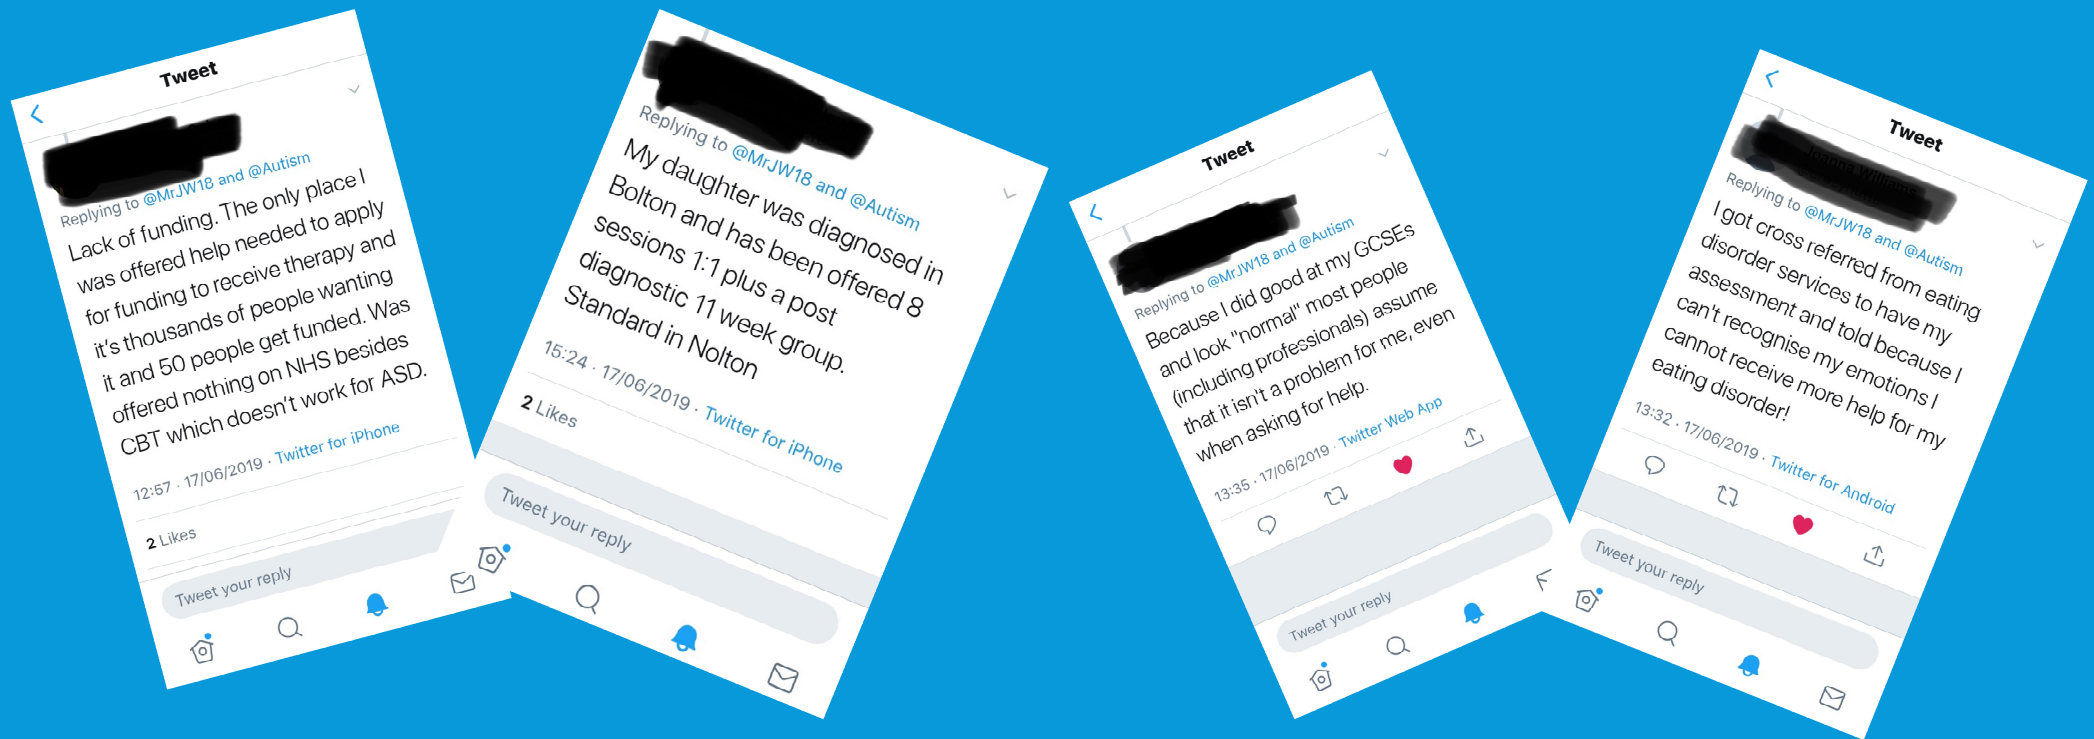 Tweet
Replying to @MrJW18 and @Autism
Lack of funding. The only place I
was offered help needed to apply
for funding to receive therapy and
it's thousands of people wanting
it and 50 people get funded. Was
offered nothing on NHS besides
CBT which doesn't work for ASD.
12:57 · 17/06/2019 · Twitter for iPhone
2 Likes
Tweet your reply
Replying to @MrJW18 and @Autism
My daughter was diagnosed in
Bolton and has been offered 8
sessions 1:1 plus a post
diagnostic 11 week group.
Standard in Nolton
15:24 · 17/06/2019 · Twitter for iPhone
2 Likes
Tweet your reply
Tweet
Replying to @MrJW18 and @Autism
Because I did good at my GCSEs
and look "normal" most people
(including professionals) assume
that it isn't a problem for me, even
when asking for help.
13:35 · 17/06/2019 · Twitter Web App
Tweet your reply
Tweet
Replying to @MrJW18 and @Autism
I got cross referred from eating
disorder services to have my
assessment and told because I
can't recognise my emotions I
cannot receive more help for my
eating disorder!
13:32 · 17/06/2019 · Twitter for Android
Tweet your reply